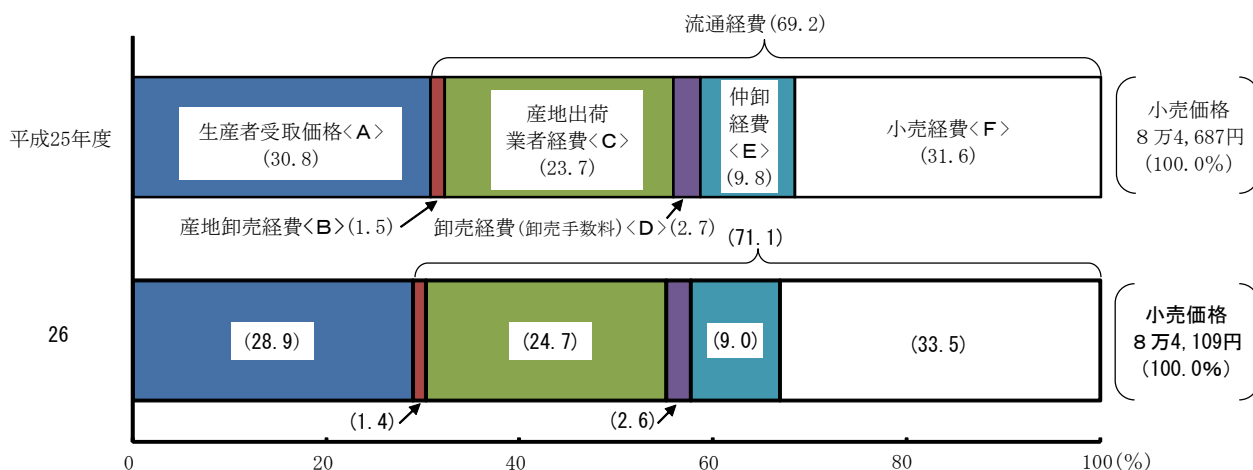 流通経費(69.2)
平成25年度
生産者受取価格<A>
(30.8)
産地出荷
業者経費<C>
(23.7)
仲卸
経費
<E>
(9.8)
小売経費<F>
(31.6)
小売価格
8万4,687円
(100.0%)
産地卸売経費<B>(1.5)
卸売経費(卸売手数料)<D>(2.7)
(71.1)
26
(28.9)
(24.7)
(9.0)
(33.5)
小売価格
8万4,109円
(100.0%)
(1.4)
(2.6)
0 20 40 60 80 100(%)